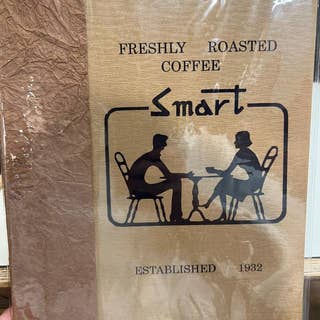 FRESHLY ROASTED
COFFEE
Smart
ESTABLISHED 1932